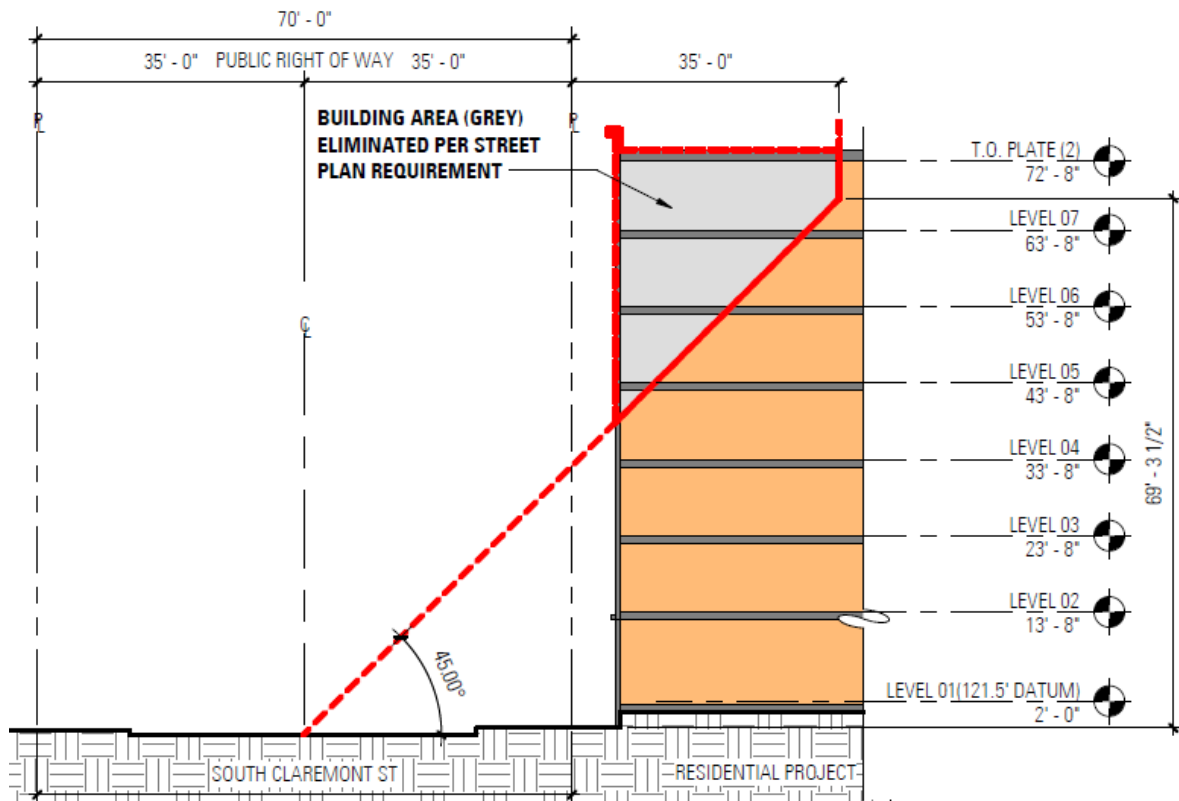 70' - 0"
35' - 0" PUBLIC RIGHT OF WAY 35' - 0"
35' - 0"
PL
PL
BUILDING AREA (GREY)
ELIMINATED PER STREET
PLAN REQUIREMENT
T.O. PLATE (2)
72' - 8"
LEVEL 07
63' - 8"
LEVEL 06
53' - 8"
CL
LEVEL 05
43' - 8"
LEVEL 04
33' - 8"
69' - 3 1/2"
LEVEL 03
23' - 8"
LEVEL 02
13' - 8"
45.00°
LEVEL 01(121.5' DATUM)
2' - 0"
SOUTH CLAREMONT ST
RESIDENTIAL PROJECT